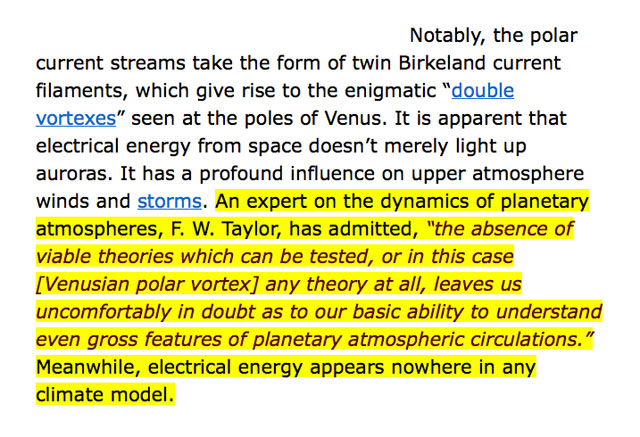 Notably, the polar
current streams take the form of twin Birkeland current
filaments, which give rise to the enigmatic “double
vortexes” seen at the poles of Venus. It is apparent that
electrical energy from space doesn’t merely light up
auroras. It has a profound influence on upper atmosphere
winds and storms. An expert on the dynamics of planetary
atmospheres, F. W. Taylor, has admitted, “the absence of
viable theories which can be tested, or in this case
[Venusian polar vortex] any theory at all, leaves us
uncomfortably in doubt as to our basic ability to understand
even gross features of planetary atmospheric circulations.”
Meanwhile, electrical energy appears nowhere in any
climate model.